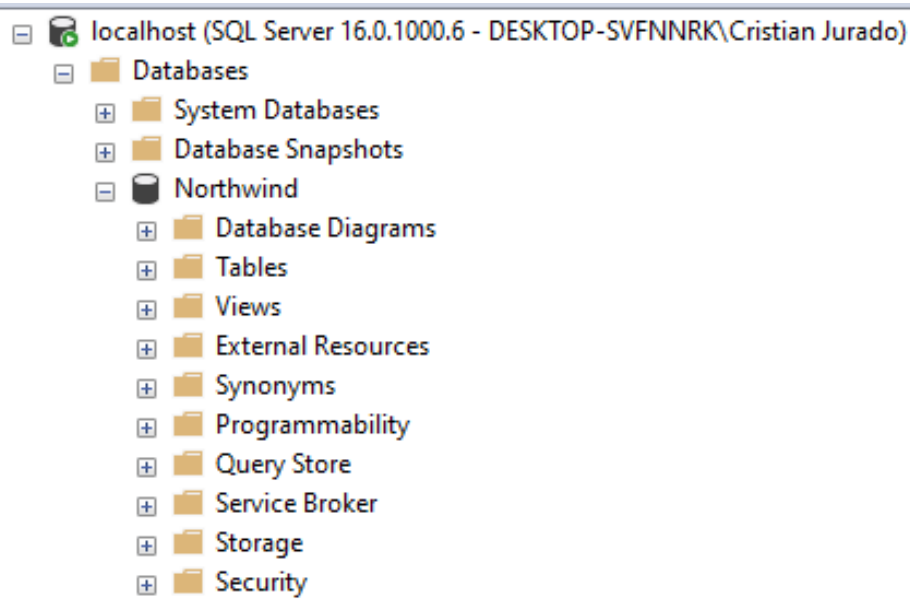 localhost (SQL Server 16.0.1000.6 - DESKTOP-SVFNNRK\Cristian Jurado)
Databases
System Databases
Database Snapshots
Northwind
Database Diagrams
Tables
Views
External Resources
Synonyms
Programmability
Query Store
Service Broker
Storage
Security